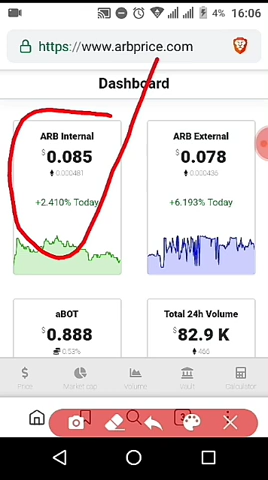 4% 16:06
https://www.arbprice.com
Dashboard
ARB Internal
$0.085
0.000481
+2.410% Today
ARB External
$0.078
0.000436
+6.193% Today
aBOT
0.888
0.53%
Total 24h Volume
$82.9 K
466
Price
Market cap
Volume
Vault
Calculator